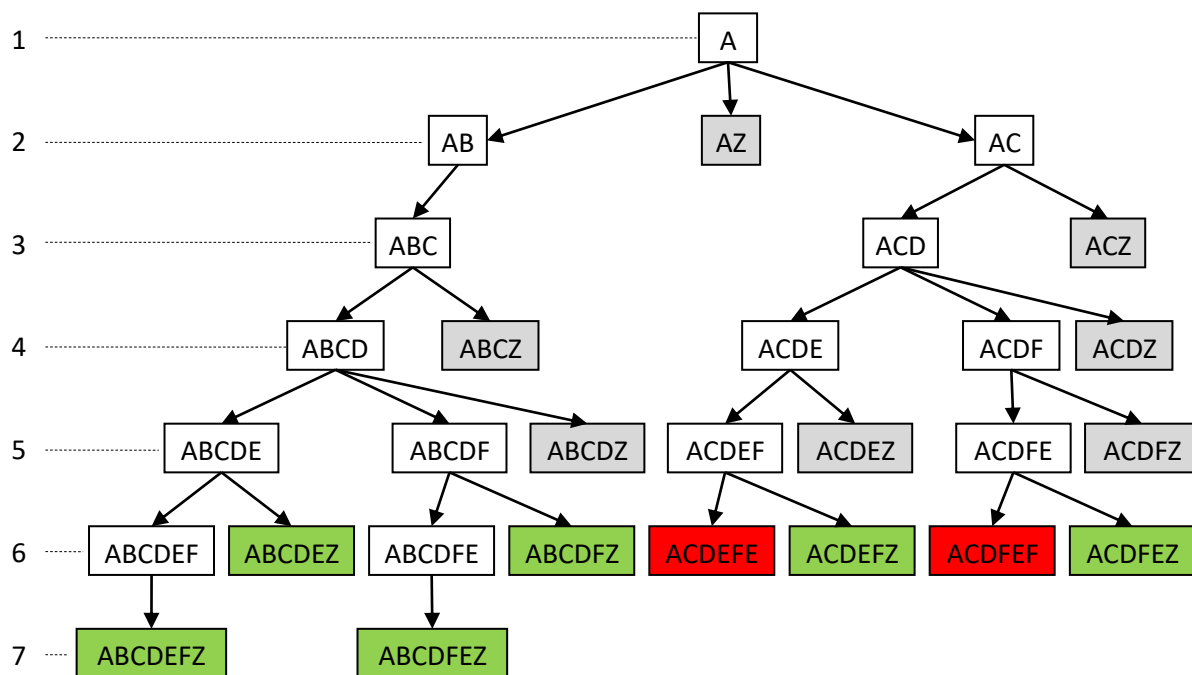 1 A
2 AB AZ AC
3 ABC ACD ACZ
4 ABCD ABCZ ACDE ACDF ACDZ
5 ABCDE ABCDF ABCDZ ACDEF ACDEZ ACDFE ACDFZ
6 ABCDEF ABCDEZ ABCDFE ABCDFZ ACDEFE ACDEFZ ACDFEF ACDFEZ
7 ABCDEFZ ABCDFEZ